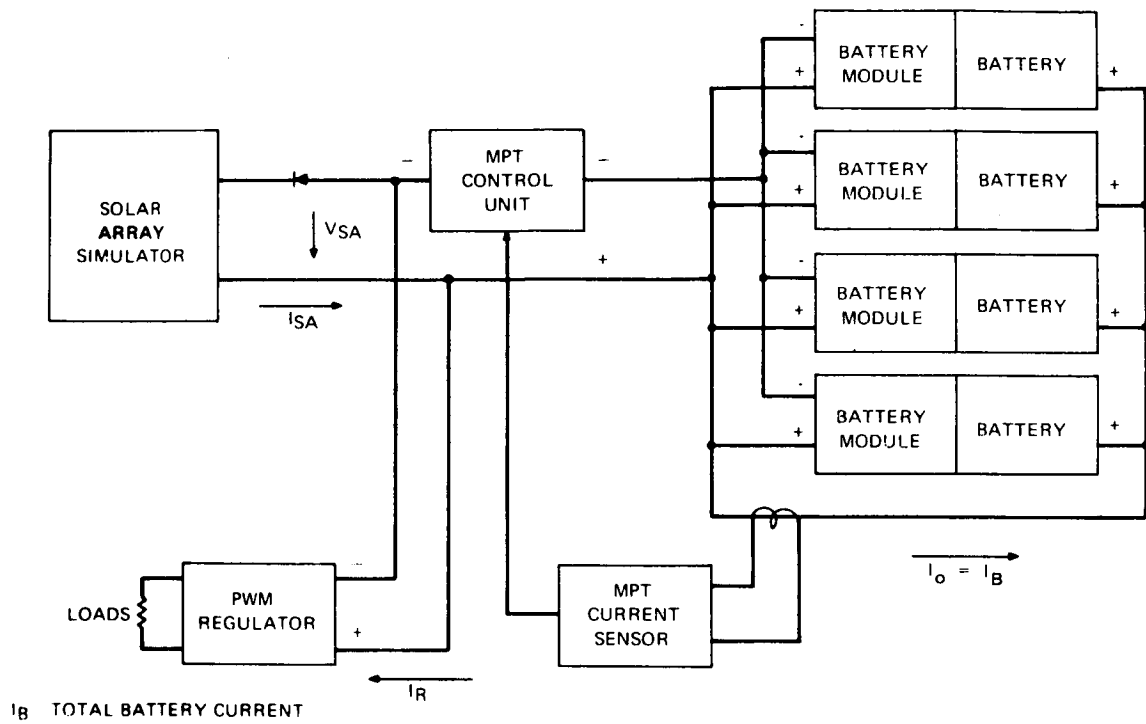 -
BATTERY
MODULE
BATTERY
+
+
SOLAR
ARRAY
SIMULATOR
-
MPT
CONTROL
UNIT
-
-
BATTERY
MODULE
BATTERY
+
+
VSA
+
ISA
-
BATTERY
MODULE
BATTERY
+
+
-
BATTERY
MODULE
BATTERY
+
+
Io = IB
LOADS
PWM
REGULATOR
-
+
MPT
CURRENT
SENSOR
IR
IB TOTAL BATTERY CURRENT